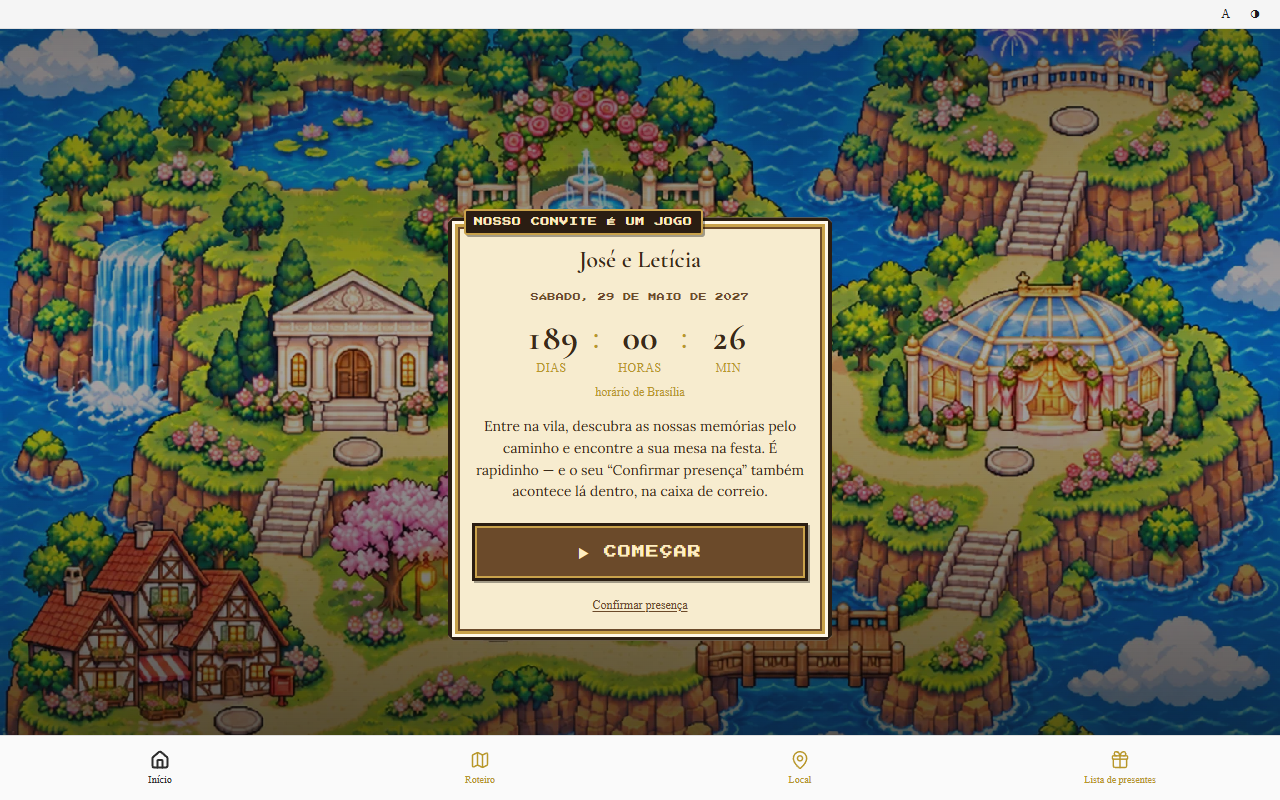 A
NOSSO CONVITE É UM JOGO
José e Letícia
SÁBADO, 29 DE MAIO DE 2027
189 : 00 : 26
DIAS HORAS MIN
horário de Brasília
Entre na vila, descubra as nossas memórias pelo
caminho e encontre a sua mesa na festa. É
rapidinho — e o seu “Confirmar presença” também
acontece lá dentro, na caixa de correio.
▶ COMEÇAR
Confirmar presença
Início Roteiro Local Lista de presentes